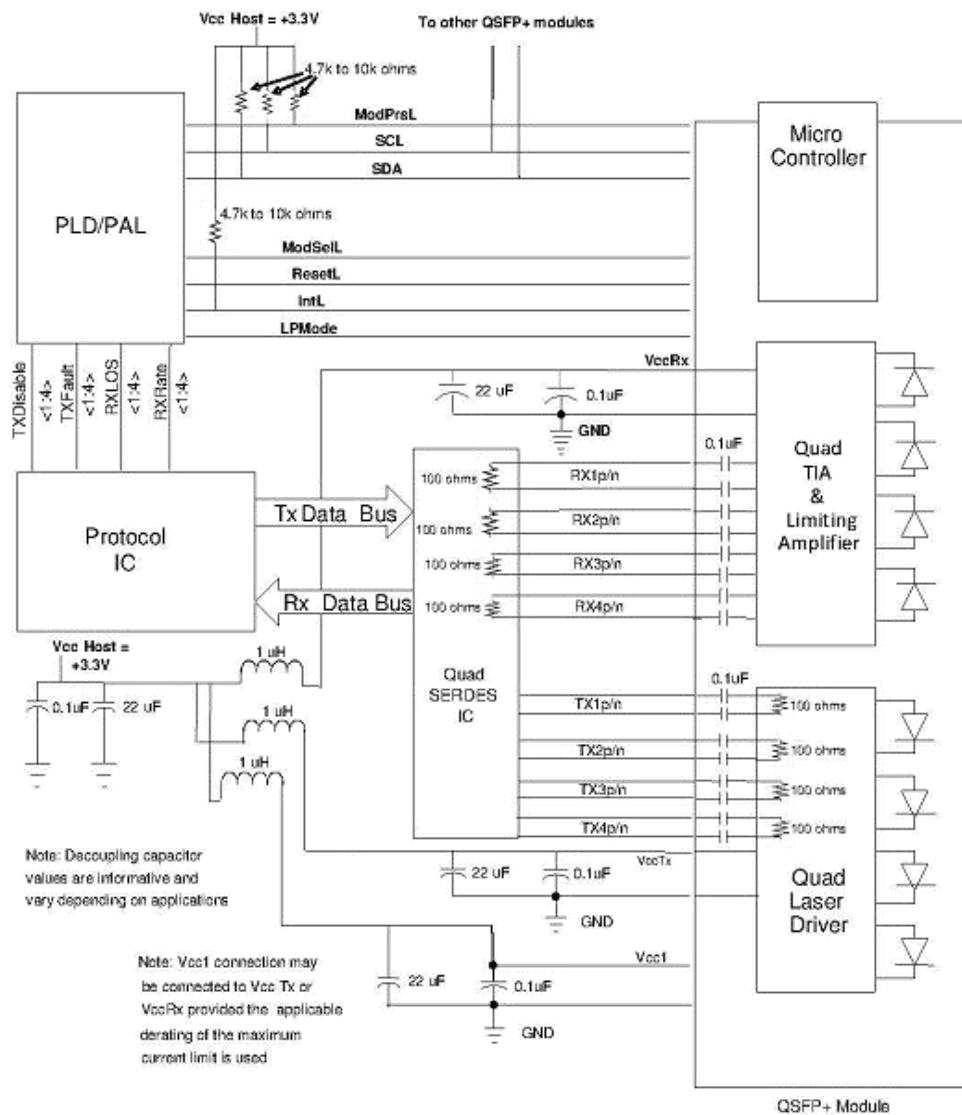 Vcc Host = +3.3V
To other QSFP+ modules
4.7k to 10k ohms
ModPrsL
SCL
SDA
Micro
Controller
PLD/PAL
4.7k to 10k ohms
ModSelL
ResetL
IntL
LPMode
TXDisable
<1:4>
TXFault
<1:4>
RXLOS
<1:4>
RXRate
<1:4>
VccRx
22 uF
0.1uF
GND
0.1uF
Quad
TIA
&
Limiting
Amplifier
100 ohms
RX1p/n
100 ohms
RX2p/n
100 ohms
RX3p/n
100 ohms
RX4p/n
Protocol
IC
Tx Data Bus
Rx Data Bus
Quad
SERDES
IC
Vcc Host =
+3.3V
0.1uF
22 uF
1 uH
1 uH
1 uH
0.1uF
TX1p/n
100 ohms
TX2p/n
100 ohms
TX3p/n
100 ohms
TX4p/n
100 ohms
VccTx
22 uF
0.1uF
GND
Quad
Laser
Driver
Note: Decoupling capacitor
values are informative and
vary depending on applications
Vcc1
22 uF
0.1uF
GND
Note: Vcc1 connection may
be connected to Vcc Tx or
VccRx provided the applicable
derating of the maximum
current limit is used
QSFP+ Module